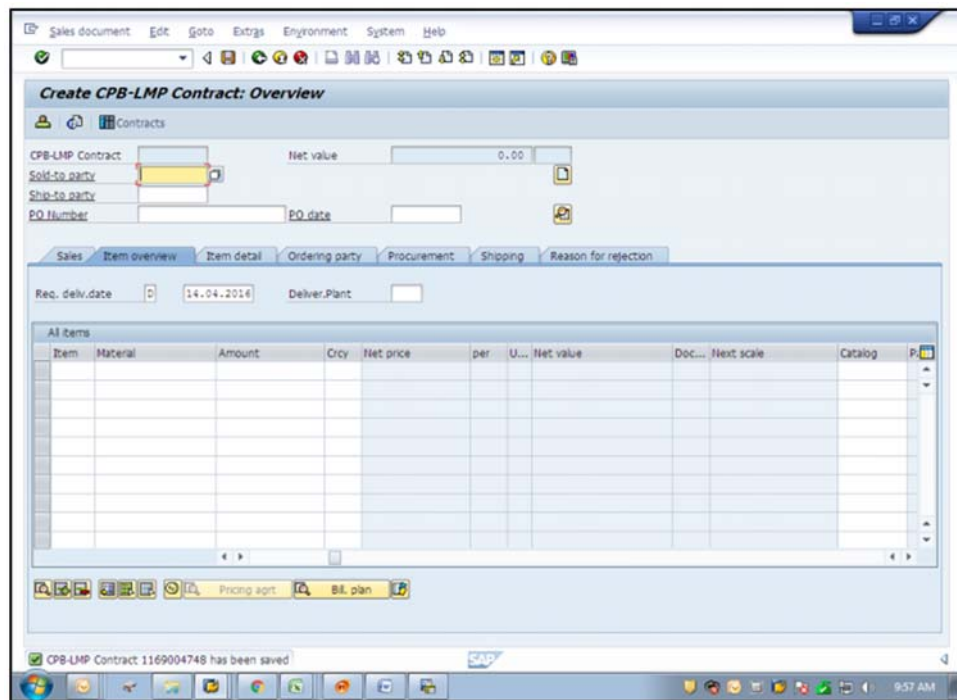 Sales document Edit Goto Extras Environment System Help
Create CPB-LMP Contract: Overview
Contracts
CPB-LMP Contract Net value 0.00
Sold-to party
Ship-to party
PO Number PO date
Sales Item overview Item detail Ordering party Procurement Shipping Reason for rejection
Req. deliv.date D 14.04.2016 Deliver.Plant
All items
Item Material Amount Crcy Net price per U... Net value Doc... Next scale Catalog P.
Pricing agrt Bill. plan
CPB-LMP Contract 1169004748 has been saved SAP
9:57 AM